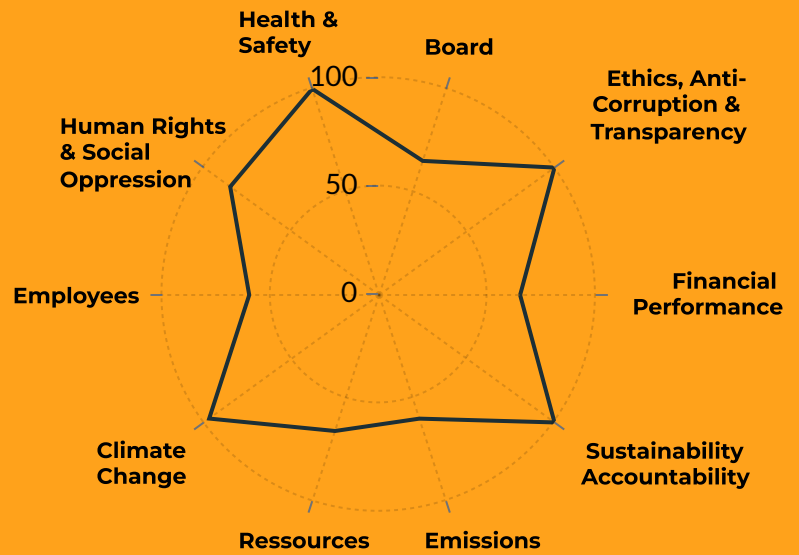 Health &
Safety
Board
Ethics, Anti-
Corruption &
Transparency
100
Human Rights
& Social
Oppression
50
Financial
Performance
0
Employees
Climate
Change
Sustainability
Accountability
Ressources
Emissions